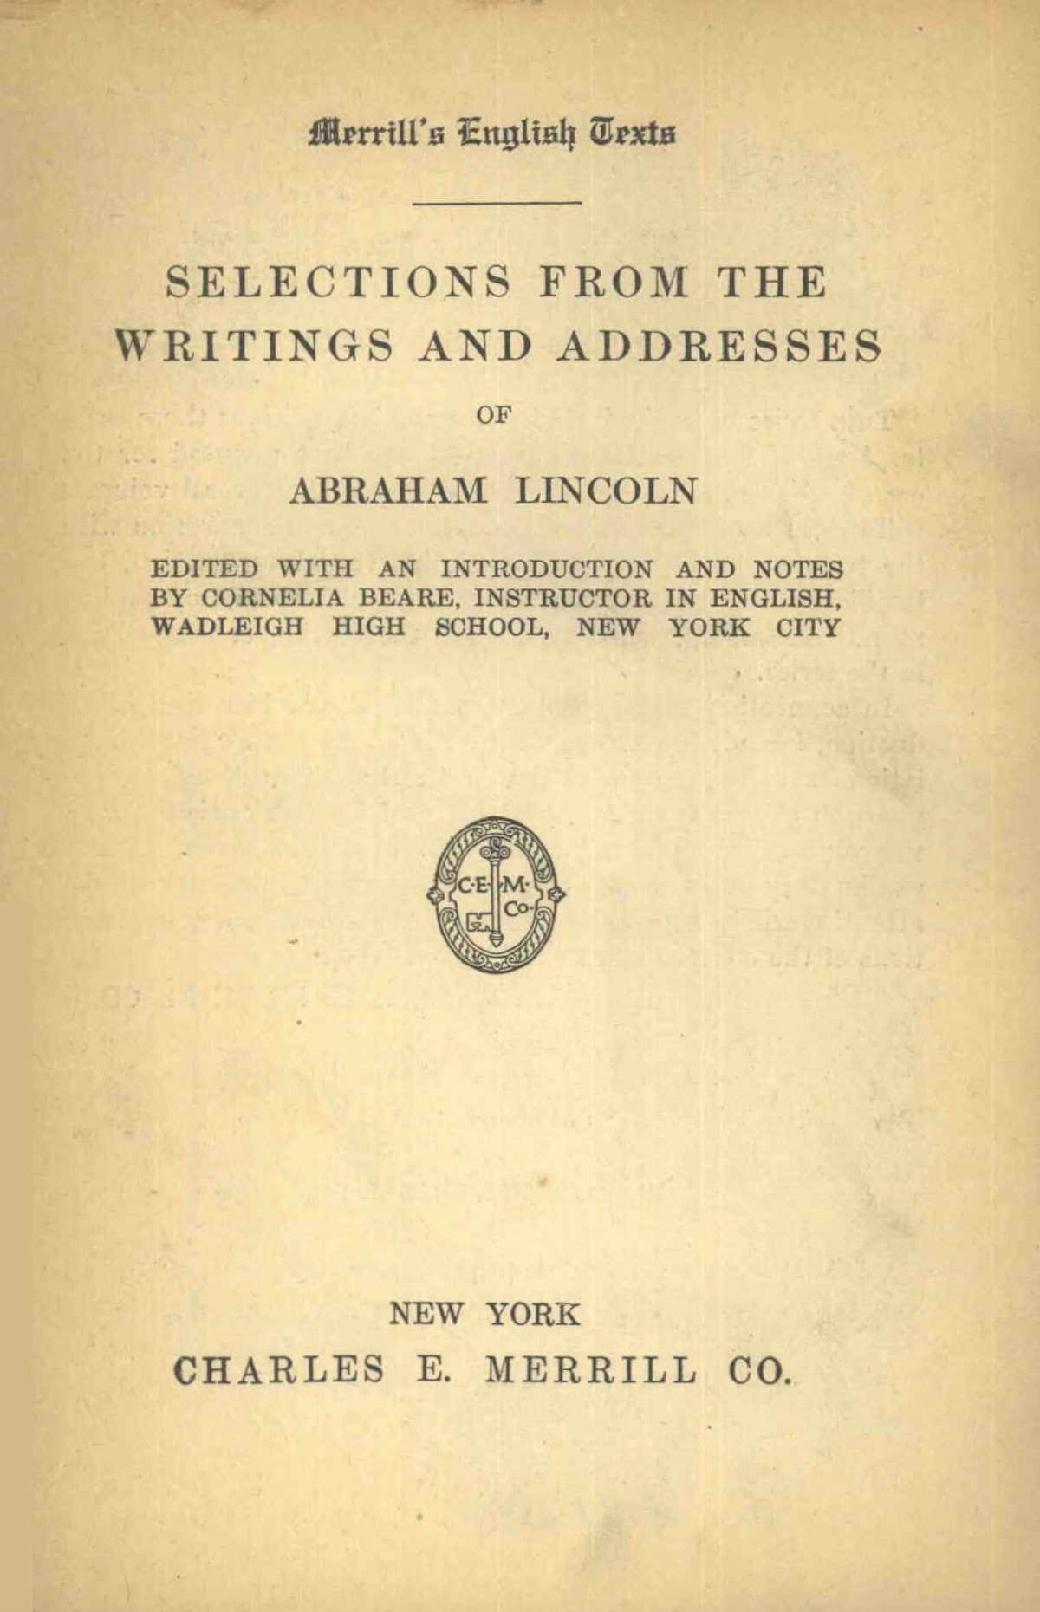 Merrill's English Texts
SELECTIONS FROM THE
WRITINGS AND ADDRESSES
OF
ABRAHAM LINCOLN
EDITED WITH AN INTRODUCTION AND NOTES
BY CORNELIA BEARE, INSTRUCTOR IN ENGLISH,
WADLEIGH HIGH SCHOOL, NEW YORK CITY
C·E·M·
Co·
NEW YORK
CHARLES E. MERRILL CO.